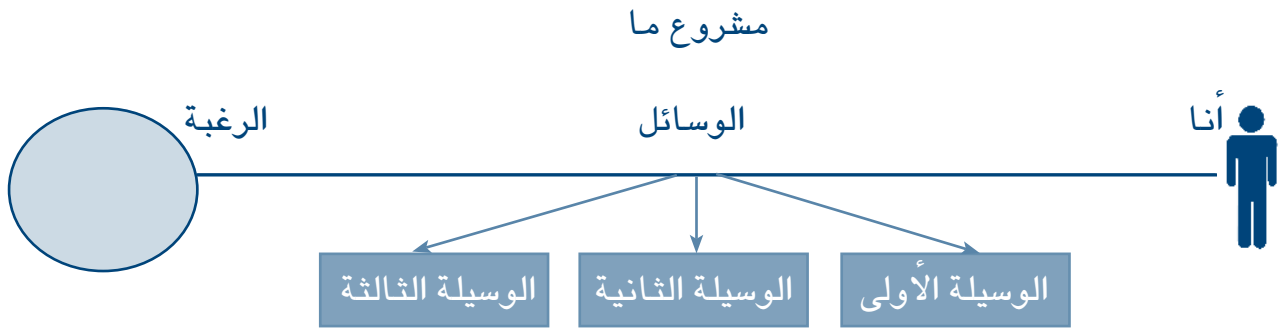 مشروع ما
أنا
الوسائل
الرغبة
الوسيلة الأولى
الوسيلة الثانية
الوسيلة الثالثة